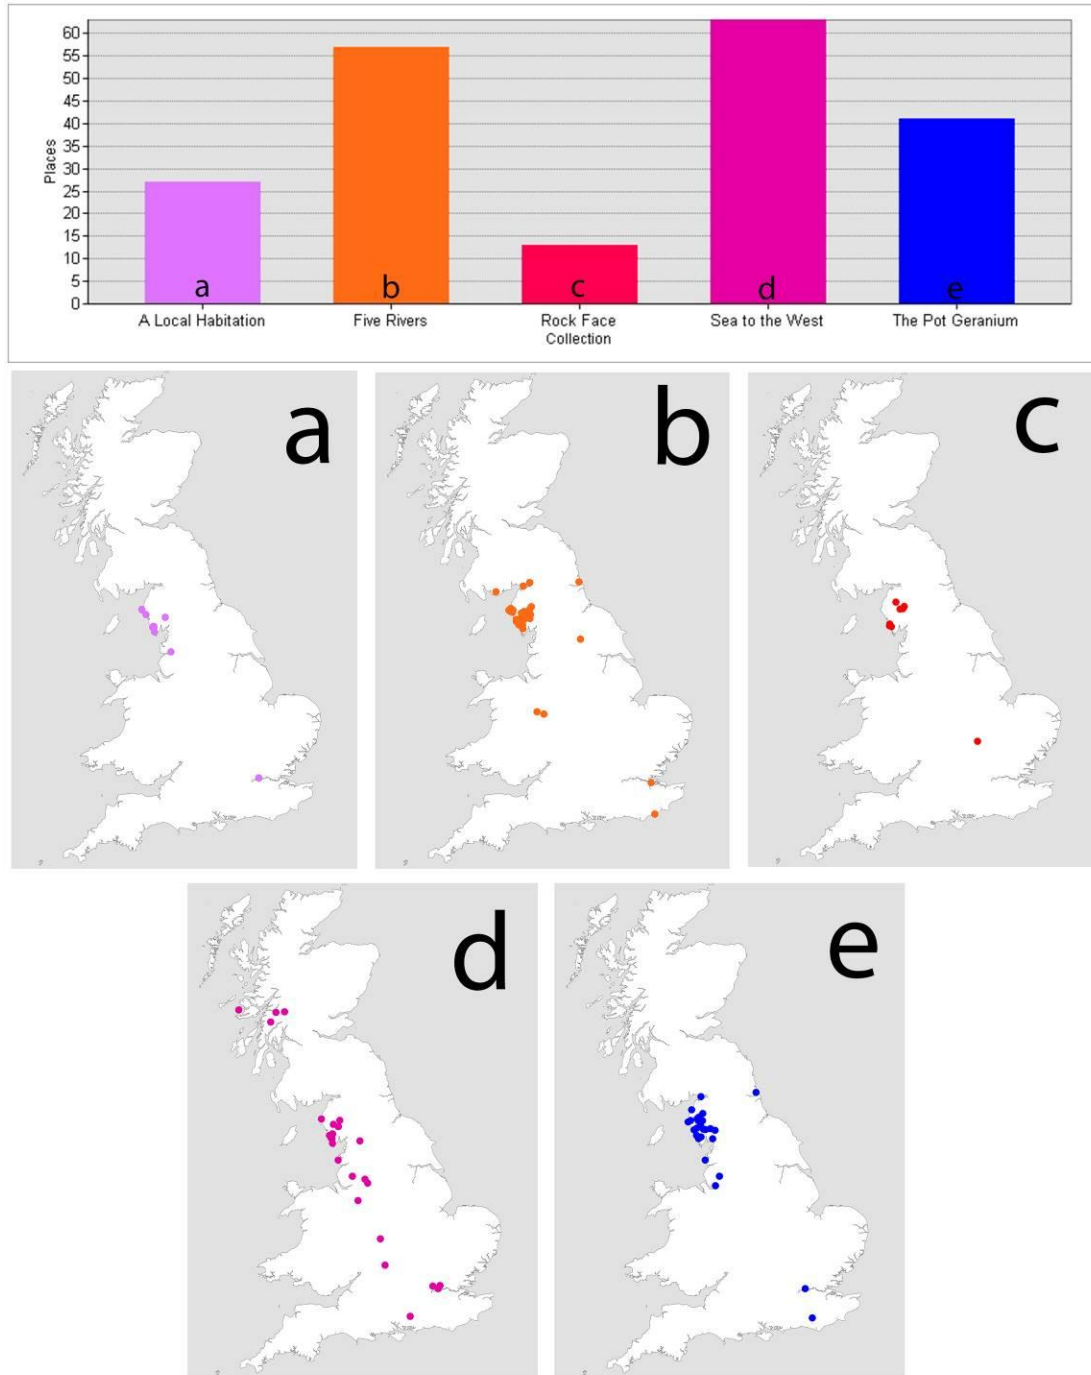 60
55
50
45
40
35
30
25
20
15
10
5
0
Places
a b c d e
A Local Habitation Five Rivers Rock Face Sea to the West The Pot Geranium
Collection
a b c
d e